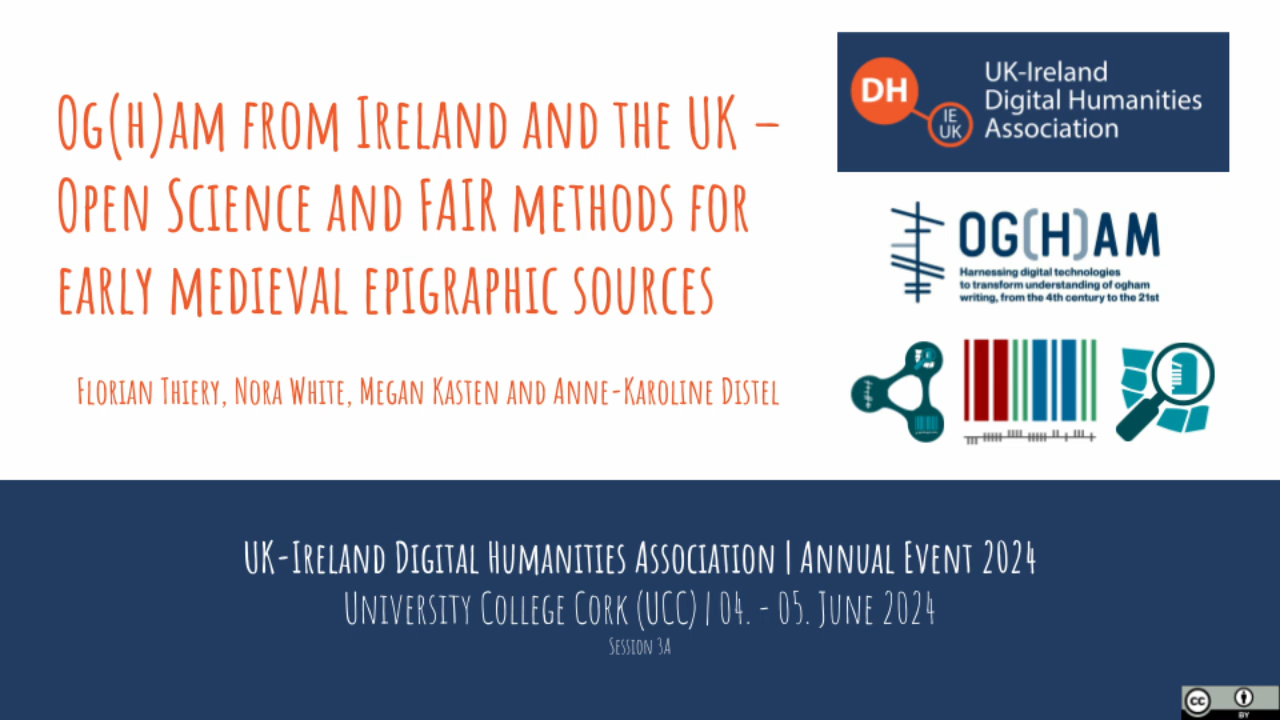 Og(h)am from Ireland and the UK –
Open Science and FAIR methods for
early medieval epigraphic sources
Florian Thiery, Nora White, Megan Kasten and Anne-Karoline Distel
DH
IE
UK
UK-Ireland
Digital Humanities
Association
OG(H)AM
Harnessing digital technologies
to transform understanding of ogham
writing, from the 4th century to the 21st
UK-Ireland Digital Humanities Association | Annual Event 2024
University College Cork (UCC) | 04. - 05. June 2024
Session 3A
cc
BY